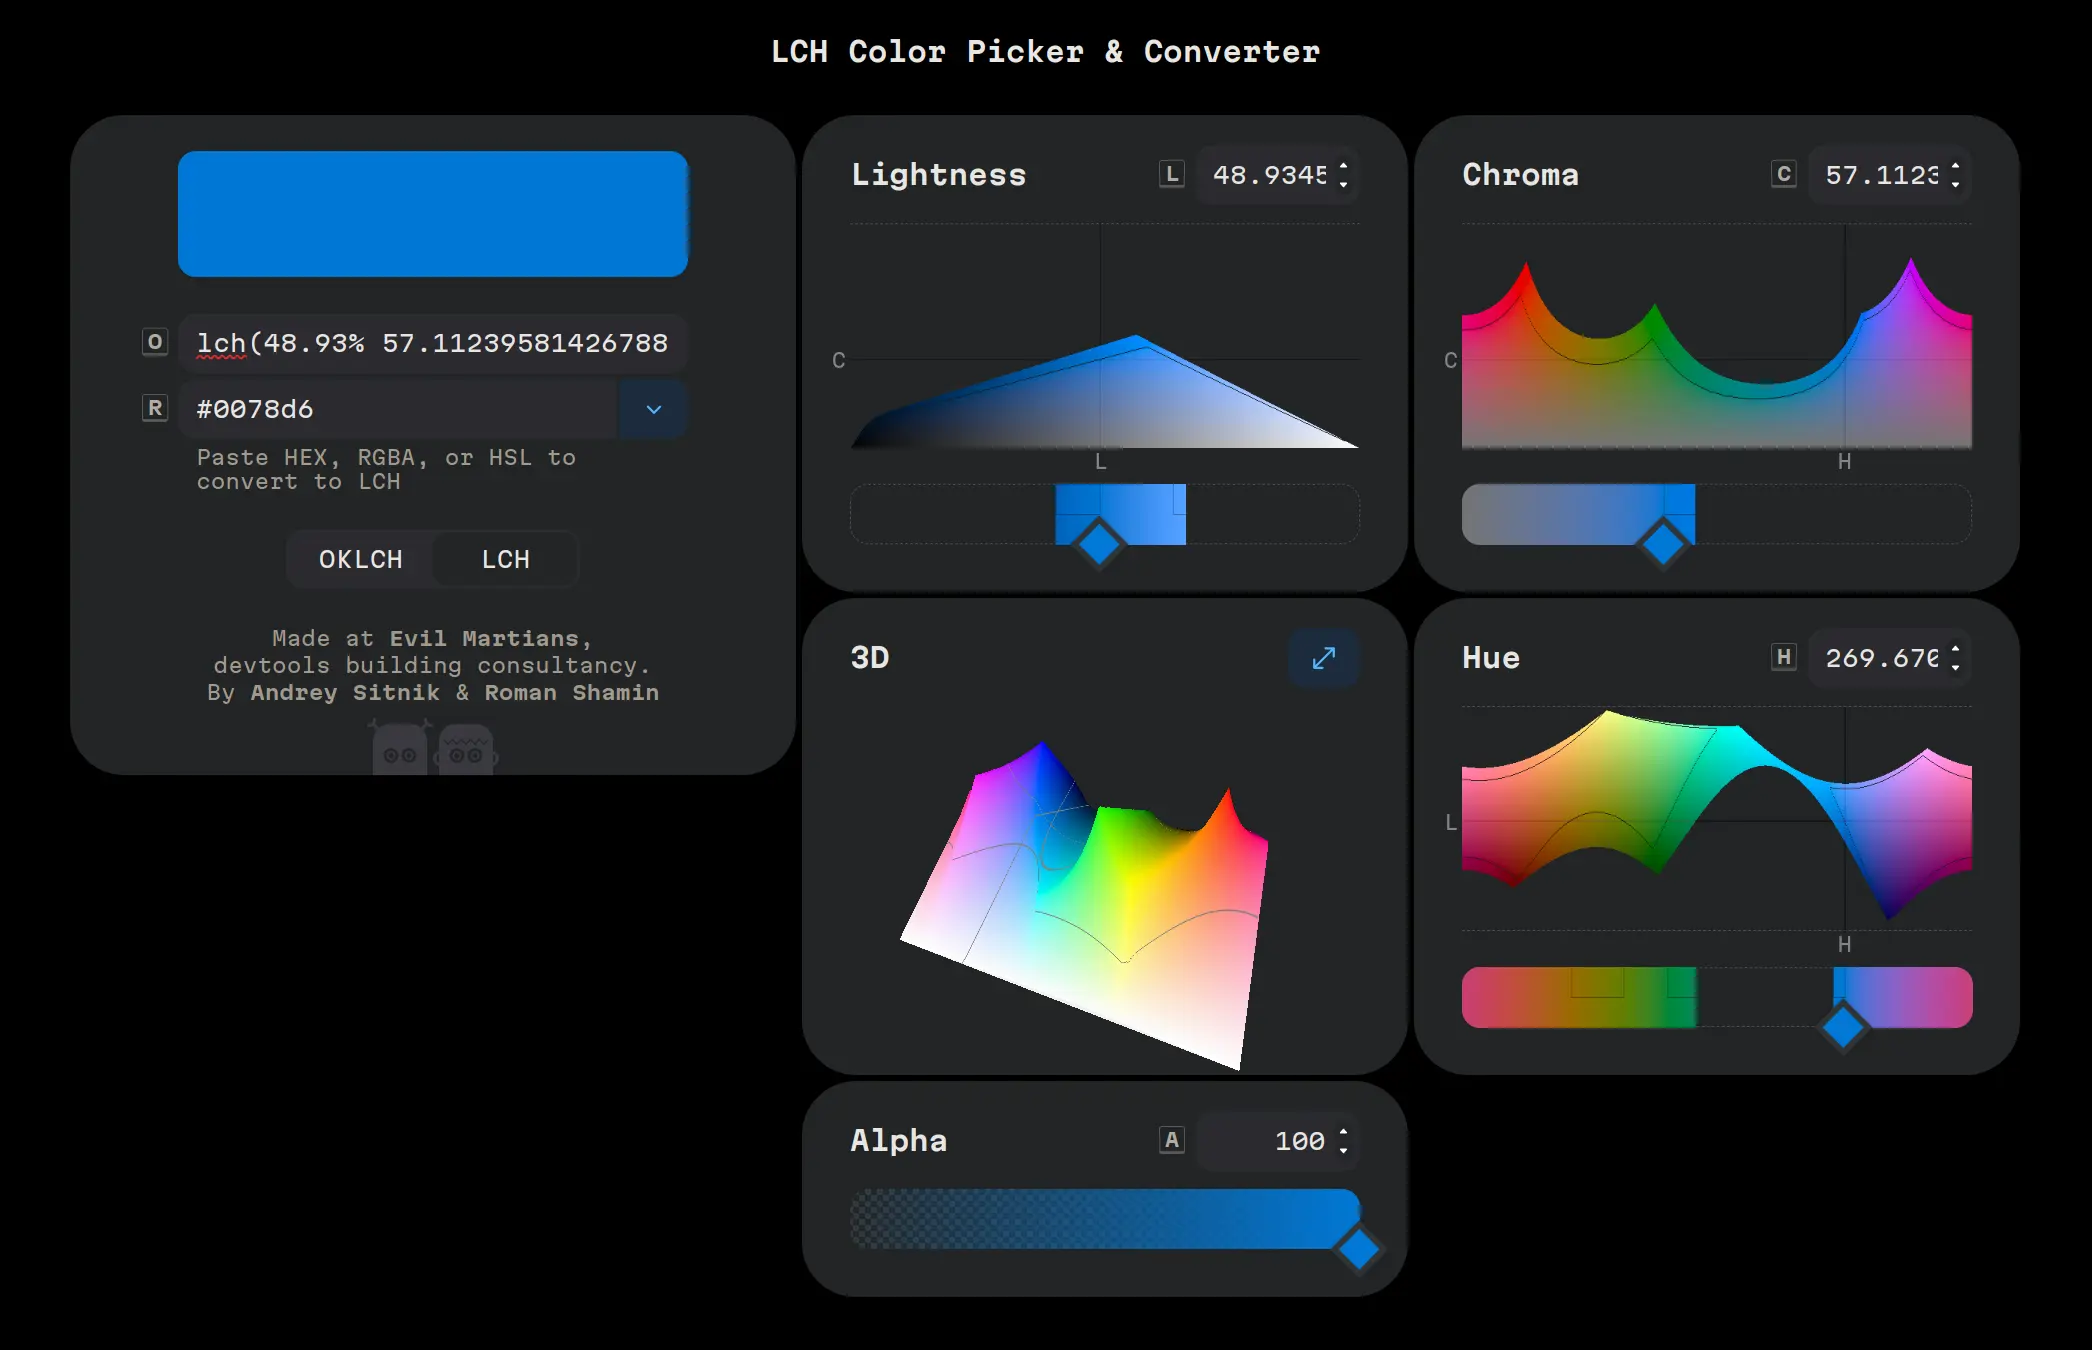 LCH Color Picker & Converter
O
lch(48.93% 57.11239581426788
R
#0078d6
Paste HEX, RGBA, or HSL to
convert to LCH
OKLCH
LCH
Made at Evil Martians,
devtools building consultancy.
By Andrey Sitnik & Roman Shamin
Lightness
L
48.9345
C
L
Chroma
C
57.1123
C
H
3D
Hue
H
269.670
L
H
Alpha
A
100